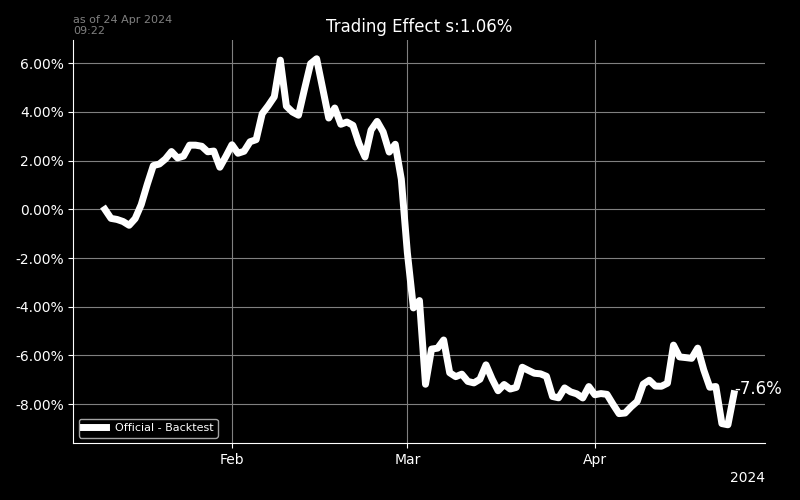 as of 24 Apr 2024
09:22
Trading Effect s:1.06%
6.00%
4.00%
2.00%
0.00%
-2.00%
-4.00%
-6.00%
-8.00%
-7.6%
Official - Backtest
Feb
Mar
Apr
2024